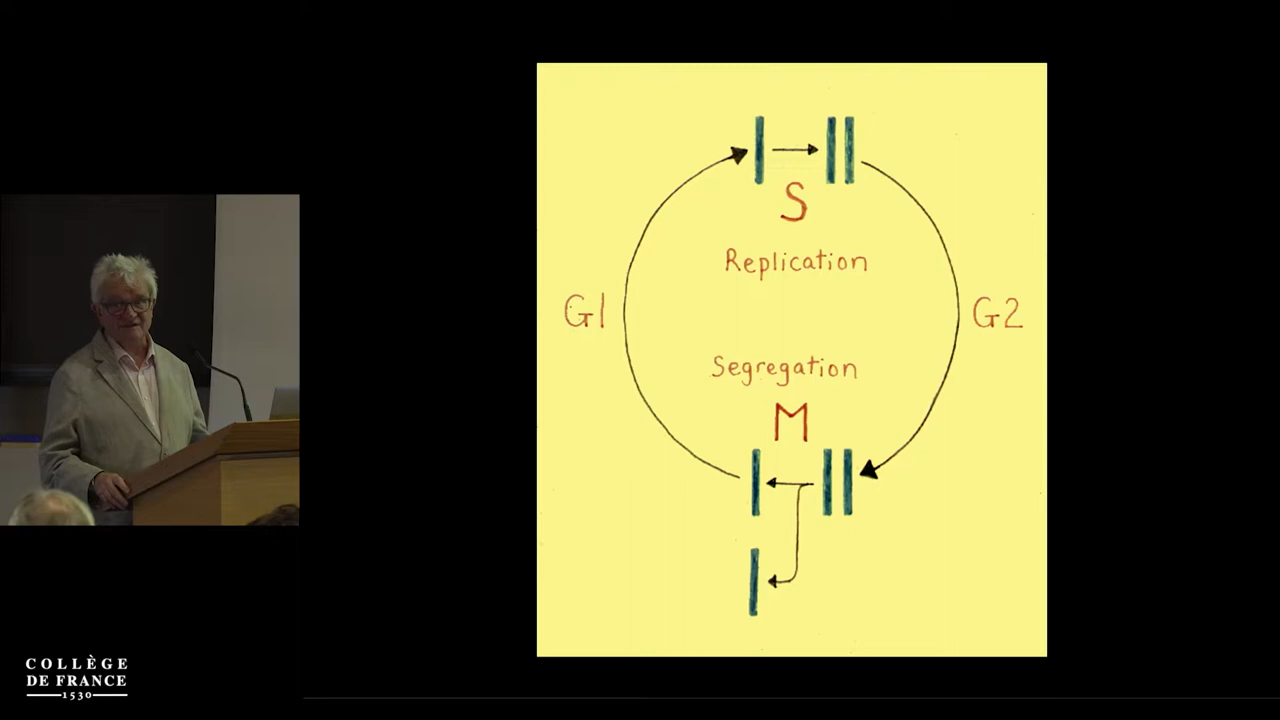 S
Replication
G1
G2
Segregation
M
COLLÈGE
DE FRANCE
1530